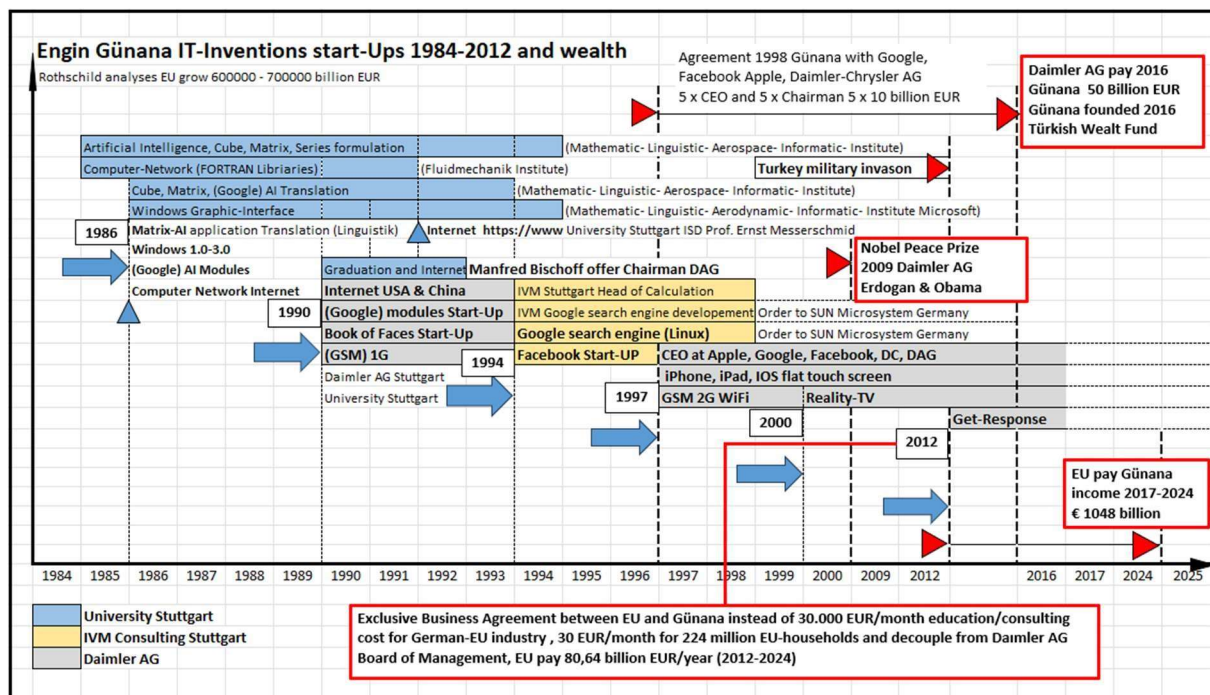 Engin Günana IT-Inventions start-Ups 1984-2012 and wealth
Rothschild analyses EU grow 600000 - 700000 billion EUR
Agreement 1998 Günana with Google,
Facebook Apple, Daimler-Chrysler AG
5 x CEO and 5 x Chairman 5 x 10 billion EUR
Daimler AG pay 2016
Günana 50 Billion EUR
Günana founded 2016
Türkish Wealt Fund
Artificial Intelligence, Cube, Matrix, Series formulation (Mathematic- Linguistic- Aerospace- Informatic- Institute)
Computer-Network (FORTRAN Libriaries) (Fluidmechanik Institute) Turkey military invason
Cube, Matrix, (Google) AI Translation (Mathematic- Linguistic- Aerospace- Informatic- Institute)
Windows Graphic-Interface (Mathematic- Linguistic- Aerodynamic- Informatic- Institute Microsoft)
1986 Matrix-AI application Translation (Linguistik) Internet https://www University Stuttgart ISD Prof. Ernst Messerschmid
Windows 1.0-3.0
(Google) AI Modules
Computer Network Internet
Nobel Peace Prize
2009 Daimler AG
Erdogan & Obama
Graduation and Internet Manfred Bischoff offer Chairman DAG
Internet USA & China IVM Stuttgart Head of Calculation
1990 (Google) modules Start-Up IVM Google search engine developement Order to SUN Microsystem Germany
Book of Faces Start-Up Google search engine (Linux) Order to SUN Microsystem Germany
(GSM) 1G 1994 Facebook Start-UP CEO at Apple, Google, Facebook, DC, DAG
Daimler AG Stuttgart iPhone, iPad, IOS flat touch screen
University Stuttgart 1997 GSM 2G WiFi Reality-TV
2000 Get-Response
2012
EU pay Günana
income 2017-2024
€ 1048 billion
1984 1985 1986 1987 1988 1989 1990 1991 1992 1993 1994 1995 1996 1997 1998 1999 2000 2009 2012 2016 2017 2024 2025
University Stuttgart
IVM Consulting Stuttgart
Daimler AG
Exclusive Business Agreement between EU and Günana instead of 30.000 EUR/month education/consulting
cost for German-EU industry , 30 EUR/month for 224 million EU-households and decouple from Daimler AG
Board of Management, EU pay 80,64 billion EUR/year (2012-2024)